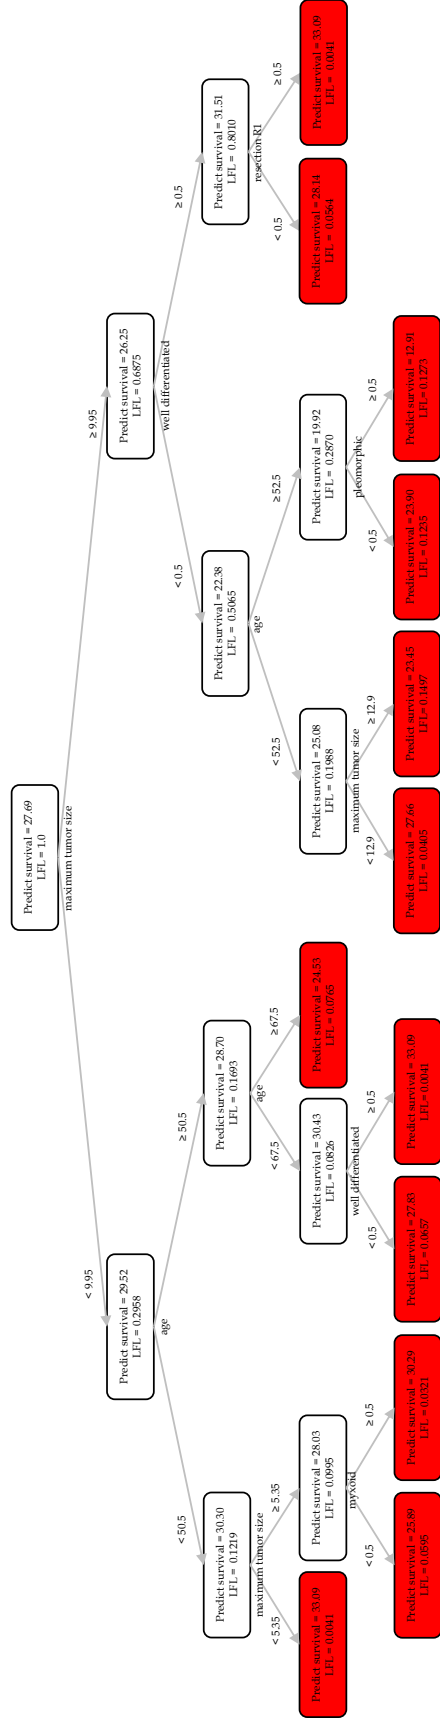 Predict survival = 27.69
LFL = 1.0
maximum tumor size
< 9.95
≥ 9.95
Predict survival = 29.52
LFL = 0.2958
Predict survival = 26.25
LFL = 0.6875
age
well differentiated
< 50.5
≥ 50.5
< 0.5
≥ 0.5
Predict survival = 30.30
LFL = 0.1219
Predict survival = 28.70
LFL = 0.1693
Predict survival = 22.38
LFL = 0.5065
Predict survival = 31.51
LFL = 0.8010
maximum tumor size
age
age
resection R1
< 5.35
≥ 5.35
< 67.5
≥ 67.5
< 52.5
≥ 52.5
< 0.5
≥ 0.5
Predict survival = 33.09
LFL = 0.0041
Predict survival = 28.03
LFL = 0.0995
Predict survival = 30.43
LFL = 0.0826
Predict survival = 24.53
LFL = 0.0765
Predict survival = 25.08
LFL = 0.1988
Predict survival = 19.92
LFL = 0.2870
Predict survival = 28.14
LFL = 0.0564
Predict survival = 33.09
LFL = 0.0041
myxoid
well differentiated
maximum tumor size
pleomorphic
< 0.5
≥ 0.5
< 0.5
≥ 0.5
< 12.9
≥ 12.9
< 0.5
≥ 0.5
Predict survival = 25.89
LFL = 0.0595
Predict survival = 30.29
LFL = 0.0321
Predict survival = 27.83
LFL = 0.0657
Predict survival = 33.09
LFL = 0.0041
Predict survival = 27.66
LFL = 0.0405
Predict survival = 23.45
LFL = 0.1497
Predict survival = 23.90
LFL = 0.1235
Predict survival = 12.91
LFL = 0.1273